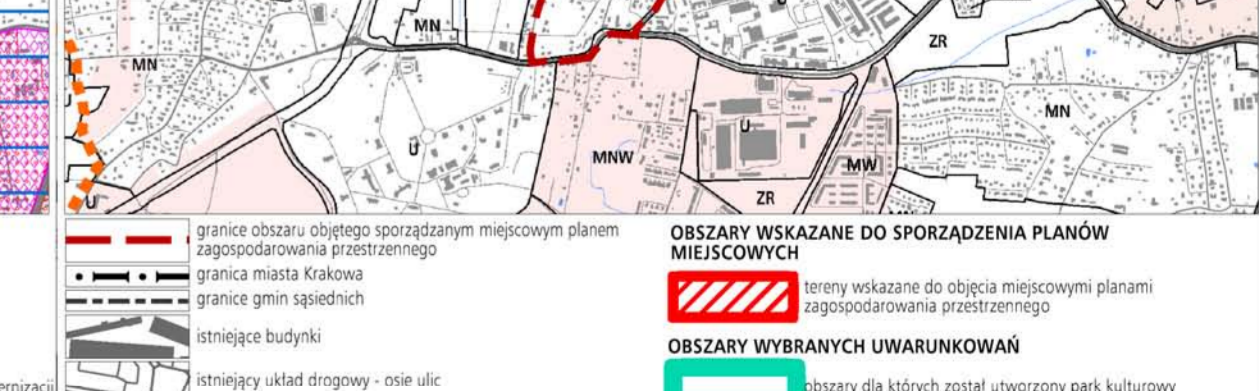 MN
MN
ZR
MN
U
U
MNW
MW
ZR
U
granice obszaru objętego sporządzanym miejscowym planem
zagospodarowania przestrzennego
granica miasta Krakowa
granice gmin sąsiednich
istniejące budynki
istniejący układ drogowy - osie ulic
ernizacji
OBSZARY WSKAZANE DO SPORZĄDZENIA PLANÓW
MIEJSCOWYCH
tereny wskazane do objęcia miejscowymi planami
zagospodarowania przestrzennego
OBSZARY WYBRANYCH UWARUNKOWAŃ
obszary dla których został utworzony park kulturowy